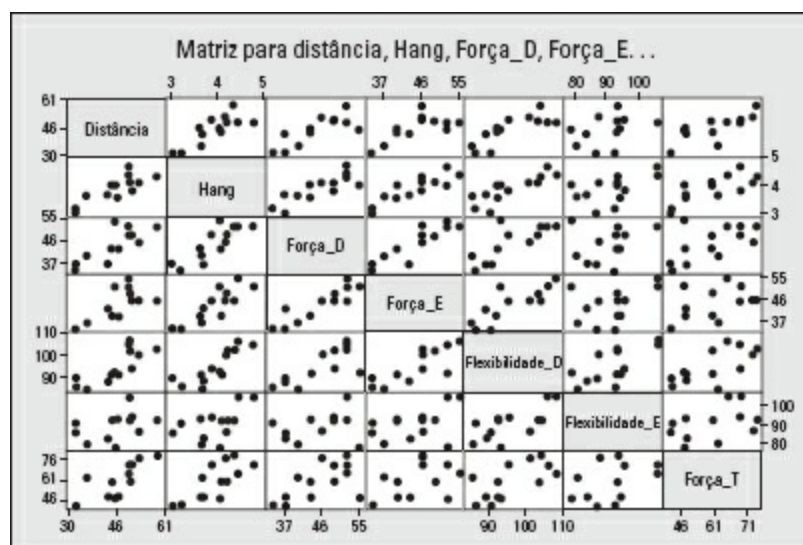 Matriz para distância, Hang, Força_D, Força_E. . .
3 4 5 37 46 55 80 90 100
61
46
30
Distância
5
4
3
Hang
55
46
37
Força_D
55
46
37
Força_E
110
100
90
Flexibilidade_D
100
90
80
Flexibilidade_E
76
61
46
Força_T
30 46 61 37 46 55 90 100 110 46 61 71